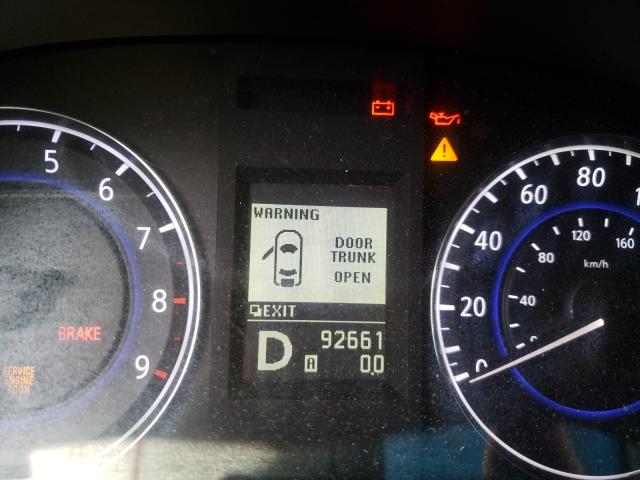 5
6
7
8
9
BRAKE
SERVICE
ENGINE
SOON
WARNING
DOOR
TRUNK
OPEN
EXIT
D
92661
A
0.0
0
20
40
60
80
40
80
120
160
km/h